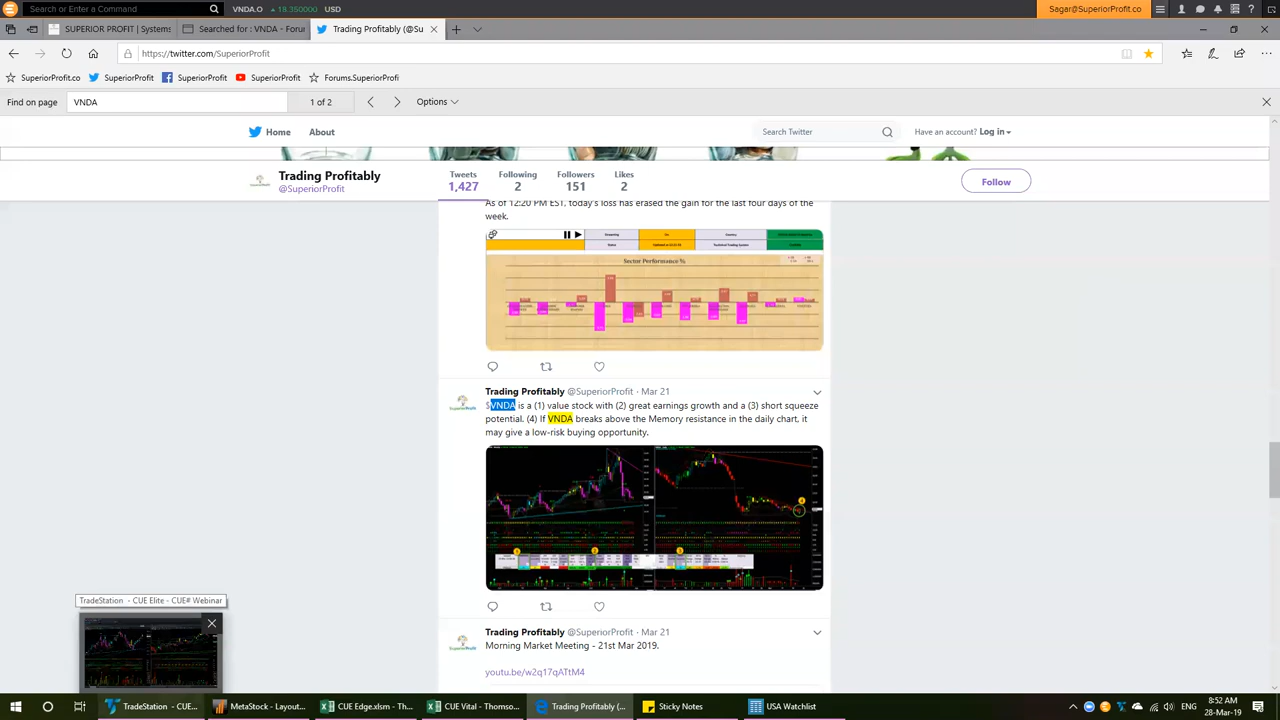 Search or Command
VNDA.O
18.350000
USD
Sagar@SuperiorProfit.co
SUPERIOR PROFIT | Systems
Searched for : VNDA - Forur
Trading Profitably (@Su
https://twitter.com/SuperiorProfit
SuperiorProfit.co
SuperiorProfit
SuperiorProfit
SuperiorProfit
Forums.SuperiorProfi
Find on page
VNDA
1 of 2
Options
Home
About
Search Twitter
Have an account? Log in
Trading Profitably
@SuperiorProfit
Tweets
1,427
Following
2
Followers
151
Likes
2
Follow
As of 12:20 PM EST, today's loss has erased the gain for the last four days of the
week.
Sector Performance %
Trading Profitably @SuperiorProfit · Mar 21
$VNDA is a (1) value stock with (2) great earnings growth and a (3) short squeeze
potential. (4) If VNDA breaks above the Memory resistance in the daily chart, it
may give a low-risk buying opportunity.
TradeStation - CUE Elite - CUE# Webinar
Trading Profitably @SuperiorProfit · Mar 21
Morning Market Meeting - 21st Mar 2019.
youtu.be/w2q17qATtM4
TradeStation - CUE...
MetaStock - Layout...
CUE Edge.xlsm - Th...
CUE Vital - Thomso...
Trading Profitably (...
Sticky Notes
USA Watchlist
8:52 AM
28-Mar-19